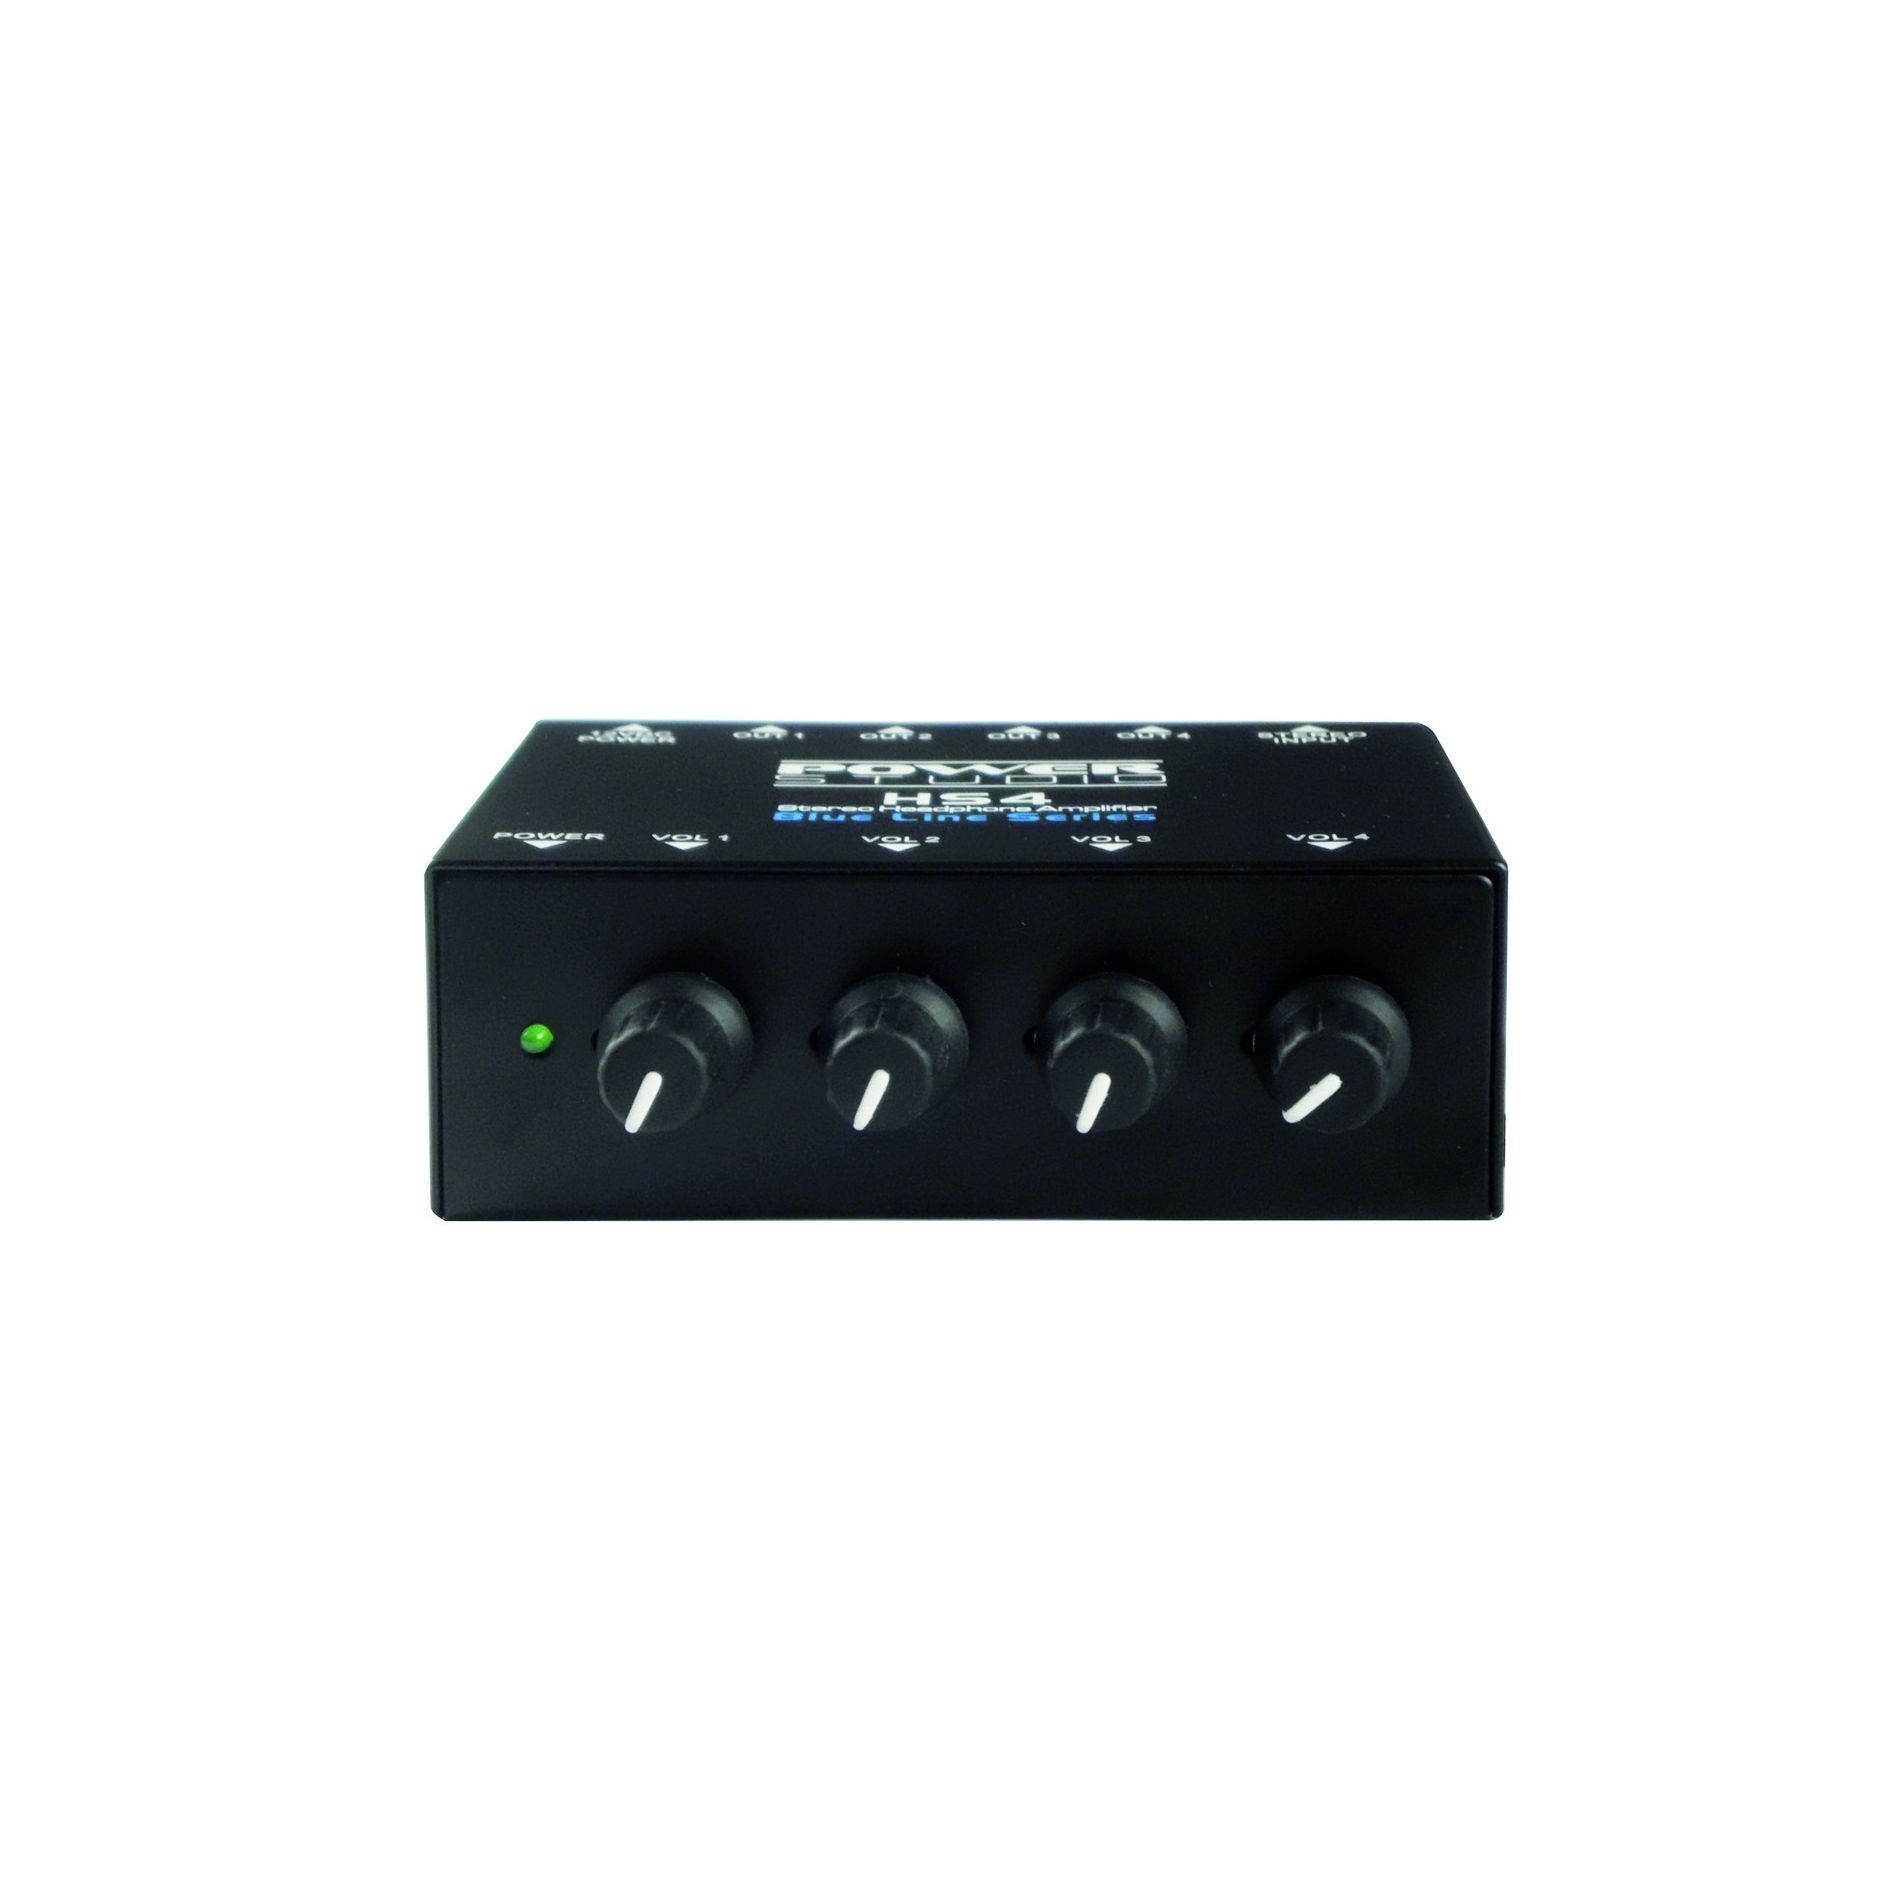 12VAC
POWER
OUT 1
OUT 2
OUT 3
OUT 4
STEREO
INPUT
POWER
STUDIO
HS4
Stereo Headphone Amplifier
Blue Line Series
POWER
VOL 1
VOL 2
VOL 3
VOL 4